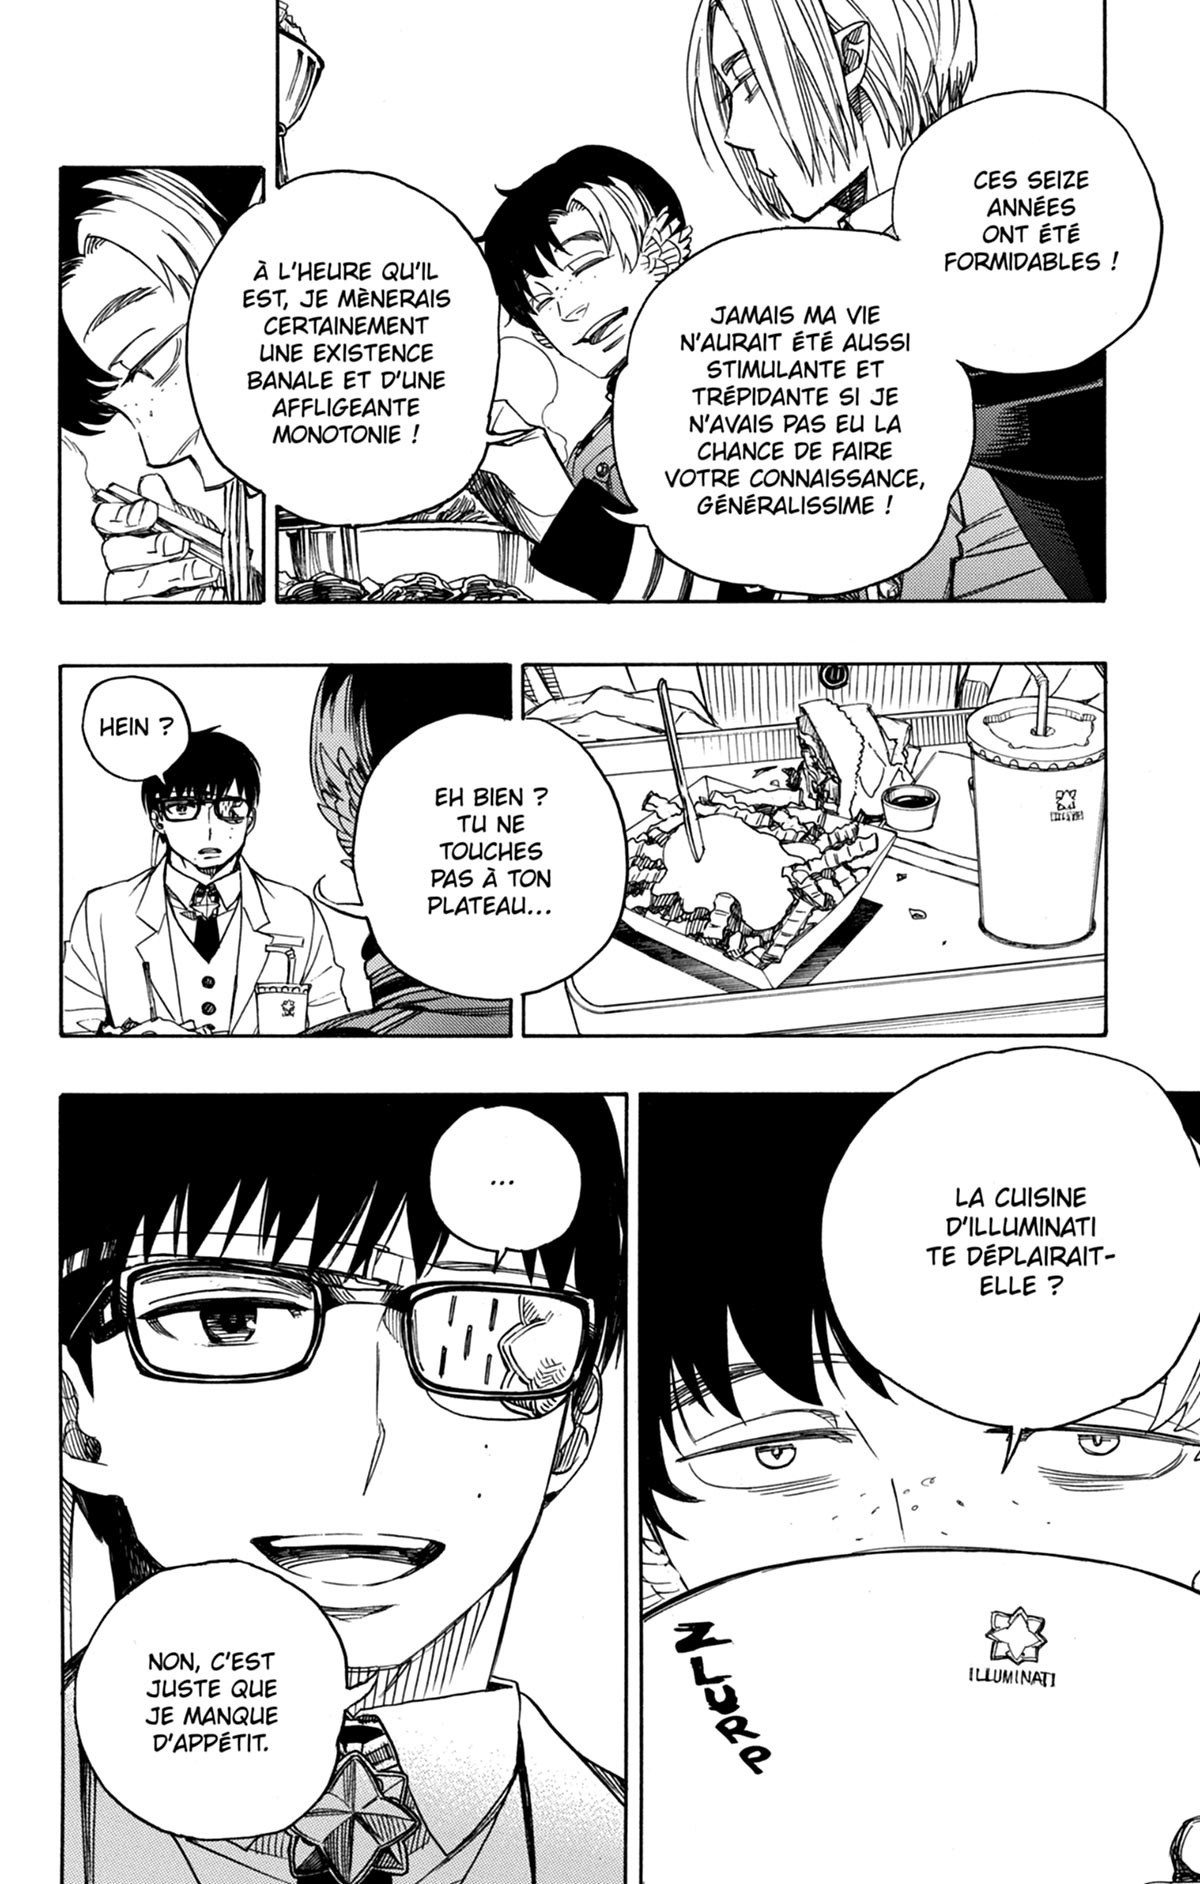 CES SEIZE
ANNÉES
ONT ÉTÉ
FORMIDABLES !
JAMAIS MA VIE
N'AURAIT ÉTÉ AUSSI
STIMULANTE ET
TRÉPIDANTE SI JE
N'AVAIS PAS EU LA
CHANCE DE FAIRE
VOTRE CONNAISSANCE,
GÉNÉRALISSIME !
À L'HEURE QU'IL
EST, JE MÈNERAIS
CERTAINEMENT
UNE EXISTENCE
BANALE ET D'UNE
AFFLIGEANTE
MONOTONIE !
EH BIEN ?
TU NE
TOUCHES
PAS À TON
PLATEAU...
HEIN ?
LA CUISINE
D'ILLUMINATI
TE DÉPLAIRAIT-
ELLE ?
ILLUMINATI
ZLURP
...
NON, C'EST
JUSTE QUE
JE MANQUE
D'APPÉTIT.